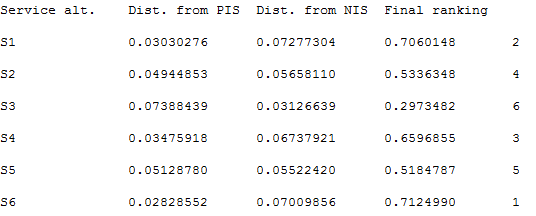 Service alt. Dist. from PIS Dist. from NIS Final ranking
S1 0.03030276 0.07277304 0.7060148 2
S2 0.04944853 0.05658110 0.5336348 4
S3 0.07388439 0.03126639 0.2973482 6
S4 0.03475918 0.06737921 0.6596855 3
S5 0.05128780 0.05522420 0.5184787 5
S6 0.02828552 0.07009856 0.7124990 1